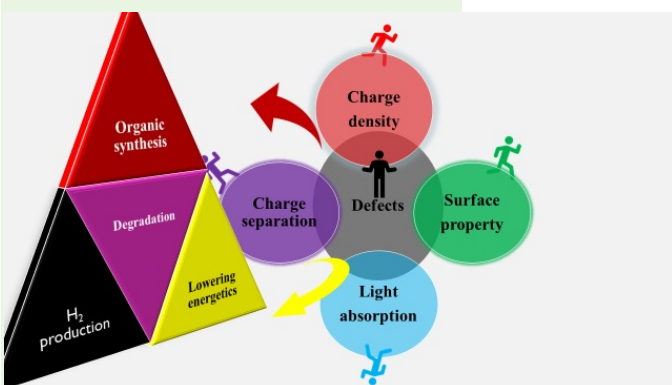 Organic
synthesis
Degradation
Lowering
energetics
H₂
production
Charge
density
Charge
separation
Defects
Surface
property
Light
absorption